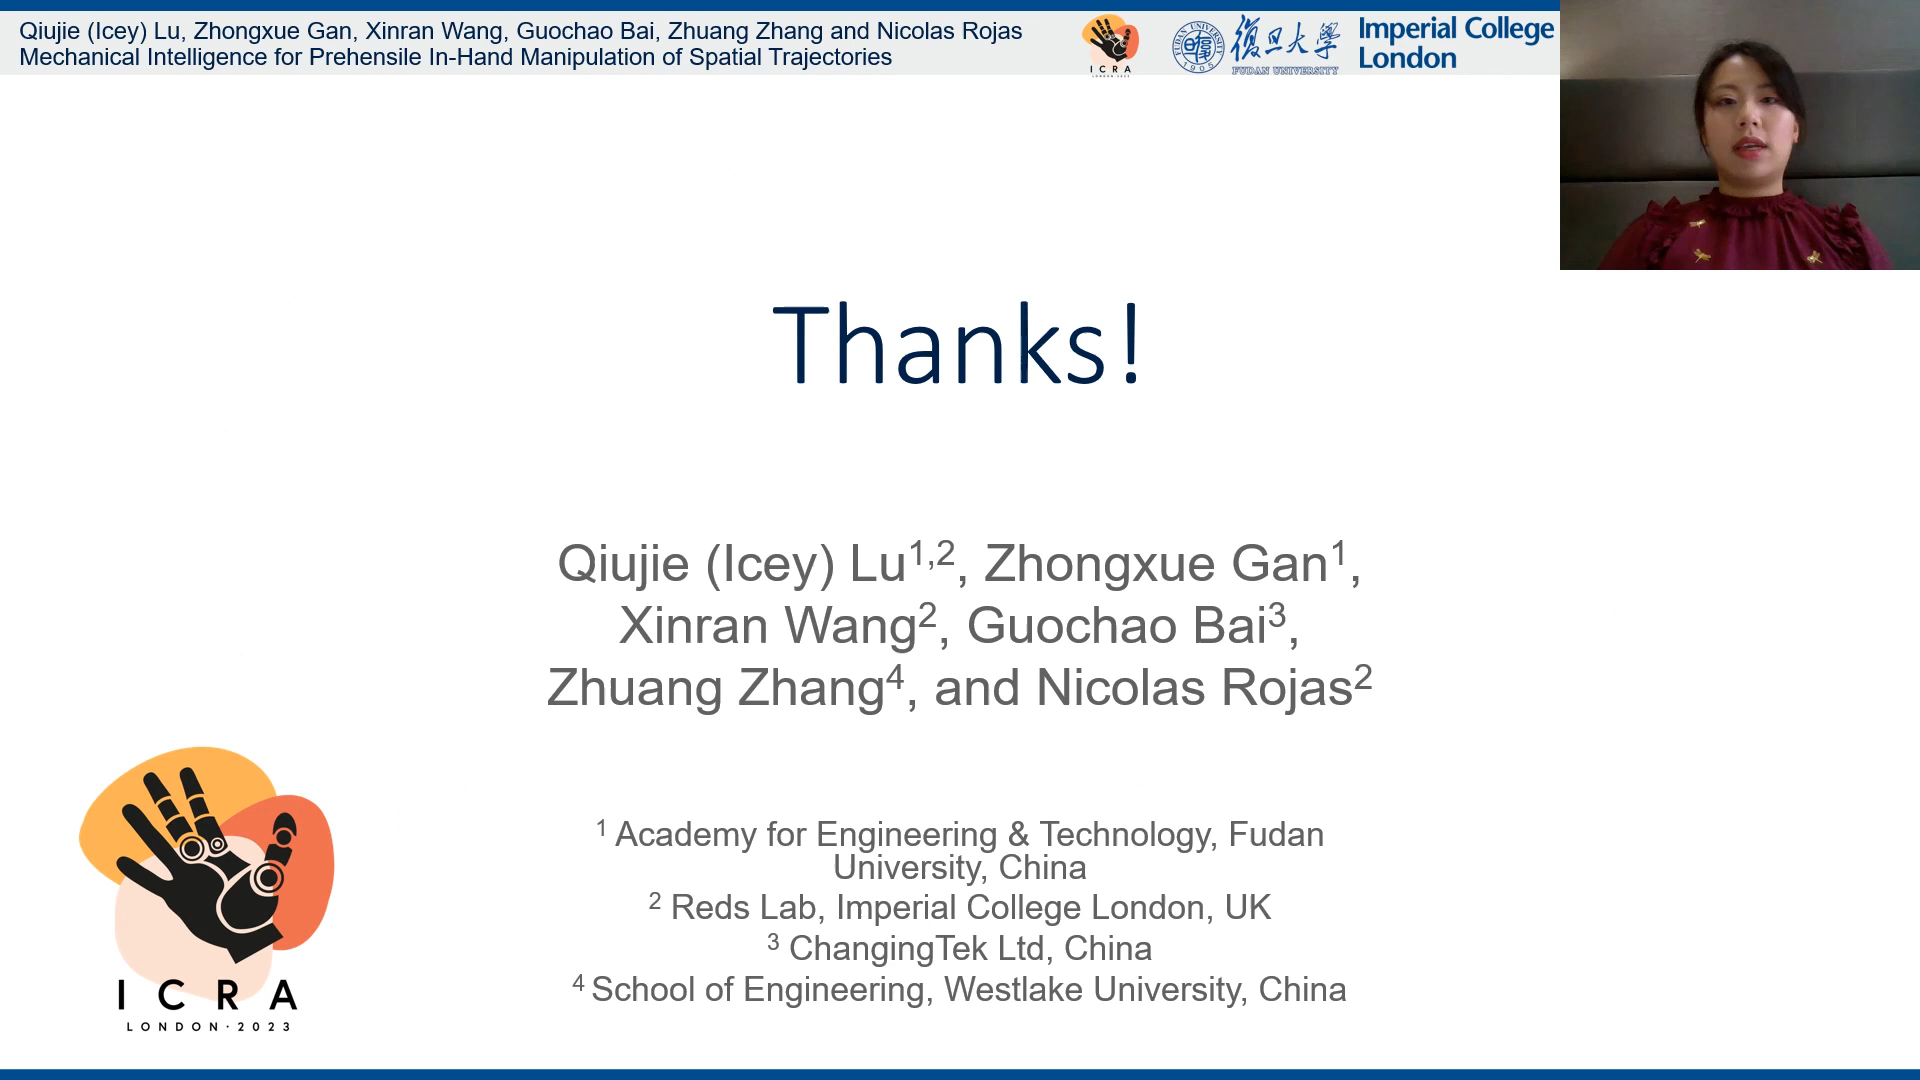 Qiujie (Icey) Lu, Zhongxue Gan, Xinran Wang, Guochao Bai, Zhuang Zhang and Nicolas Rojas
Mechanical Intelligence for Prehensile In-Hand Manipulation of Spatial Trajectories
ICRA
LONDON 2023
復旦大學
FUDAN UNIVERSITY
1905
Imperial College
London
Thanks!
Qiujie (Icey) Lu1,2, Zhongxue Gan1,
Xinran Wang2, Guochao Bai3,
Zhuang Zhang4, and Nicolas Rojas2
1 Academy for Engineering & Technology, Fudan
University, China
2 Reds Lab, Imperial College London, UK
3 ChangingTek Ltd, China
4 School of Engineering, Westlake University, China
ICRA
LONDON·2023